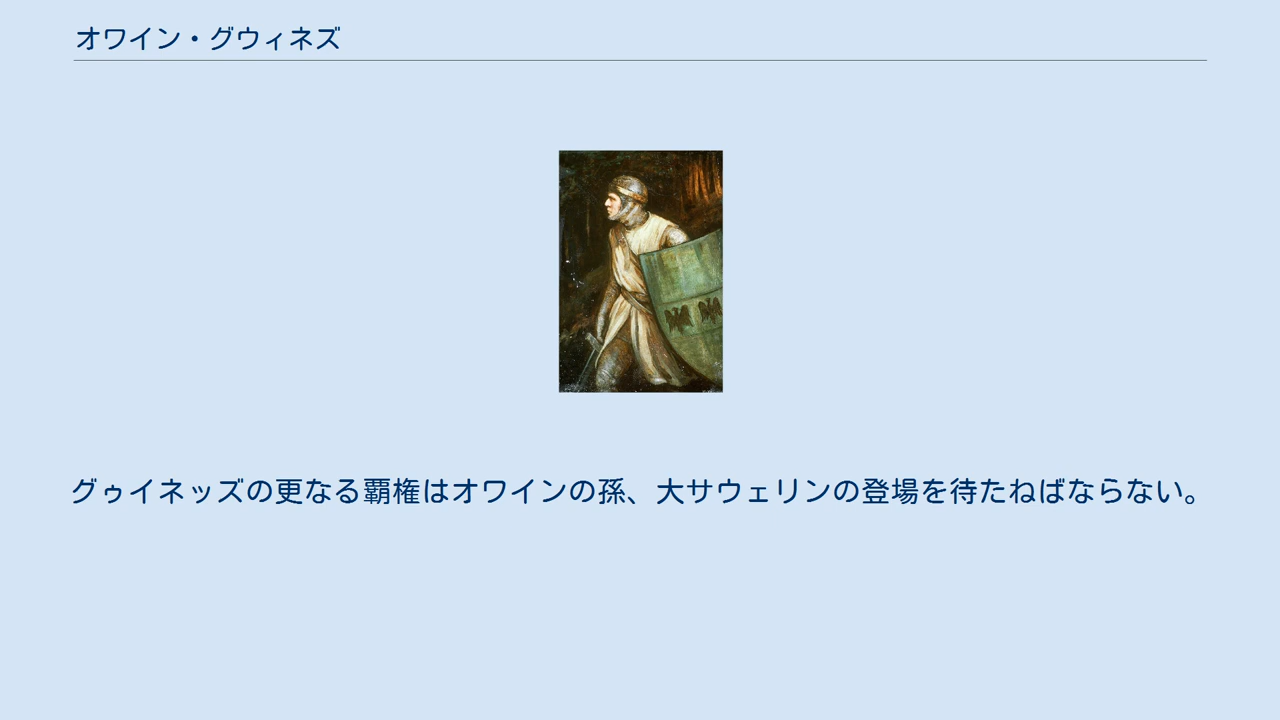 オワイン・グウィネズ
グゥイネッズの更なる覇権はオワインの孫、大サウェリンの登場を待たねばならない。